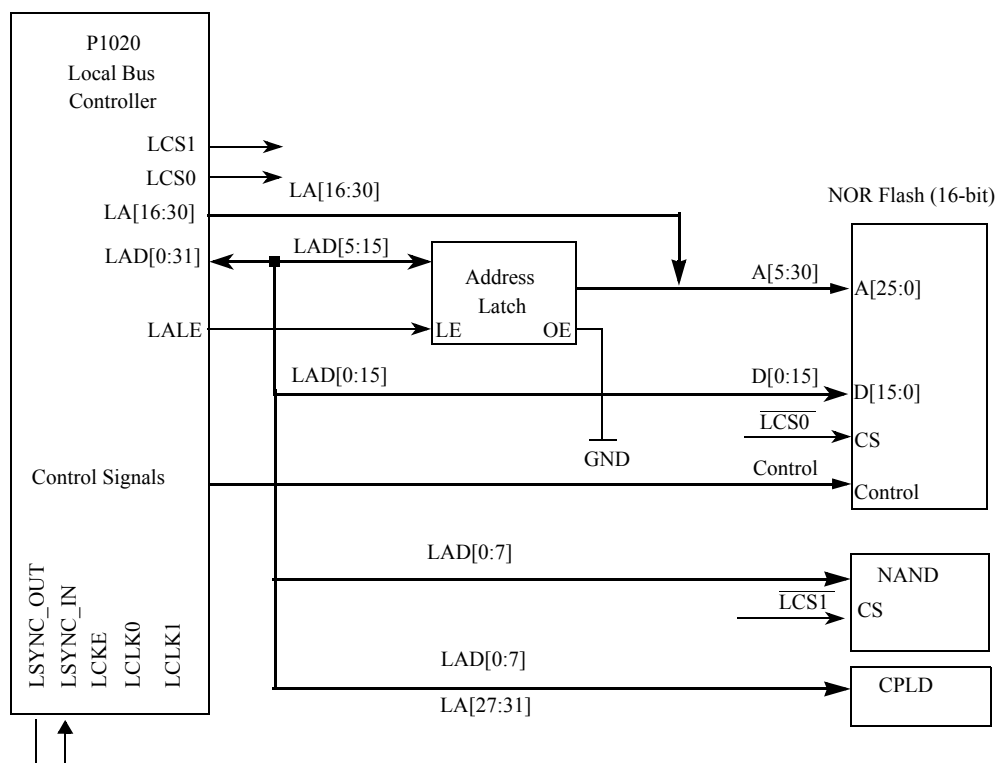 P1020
Local Bus
Controller
LCS1
LCS0
LA[16:30]
LA[16:30]
NOR Flash (16-bit)
LAD[0:31]
LAD[5:15]
Address
Latch
A[5:30]
A[25:0]
LALE
LE
OE
LAD[0:15]
D[0:15]
D[15:0]
LCS0
CS
GND
Control Signals
Control
Control
LAD[0:7]
NAND
LCS1
CS
LSYNC_OUT
LSYNC_IN
LCKE
LCLK0
LCLK1
LAD[0:7]
CPLD
LA[27:31]